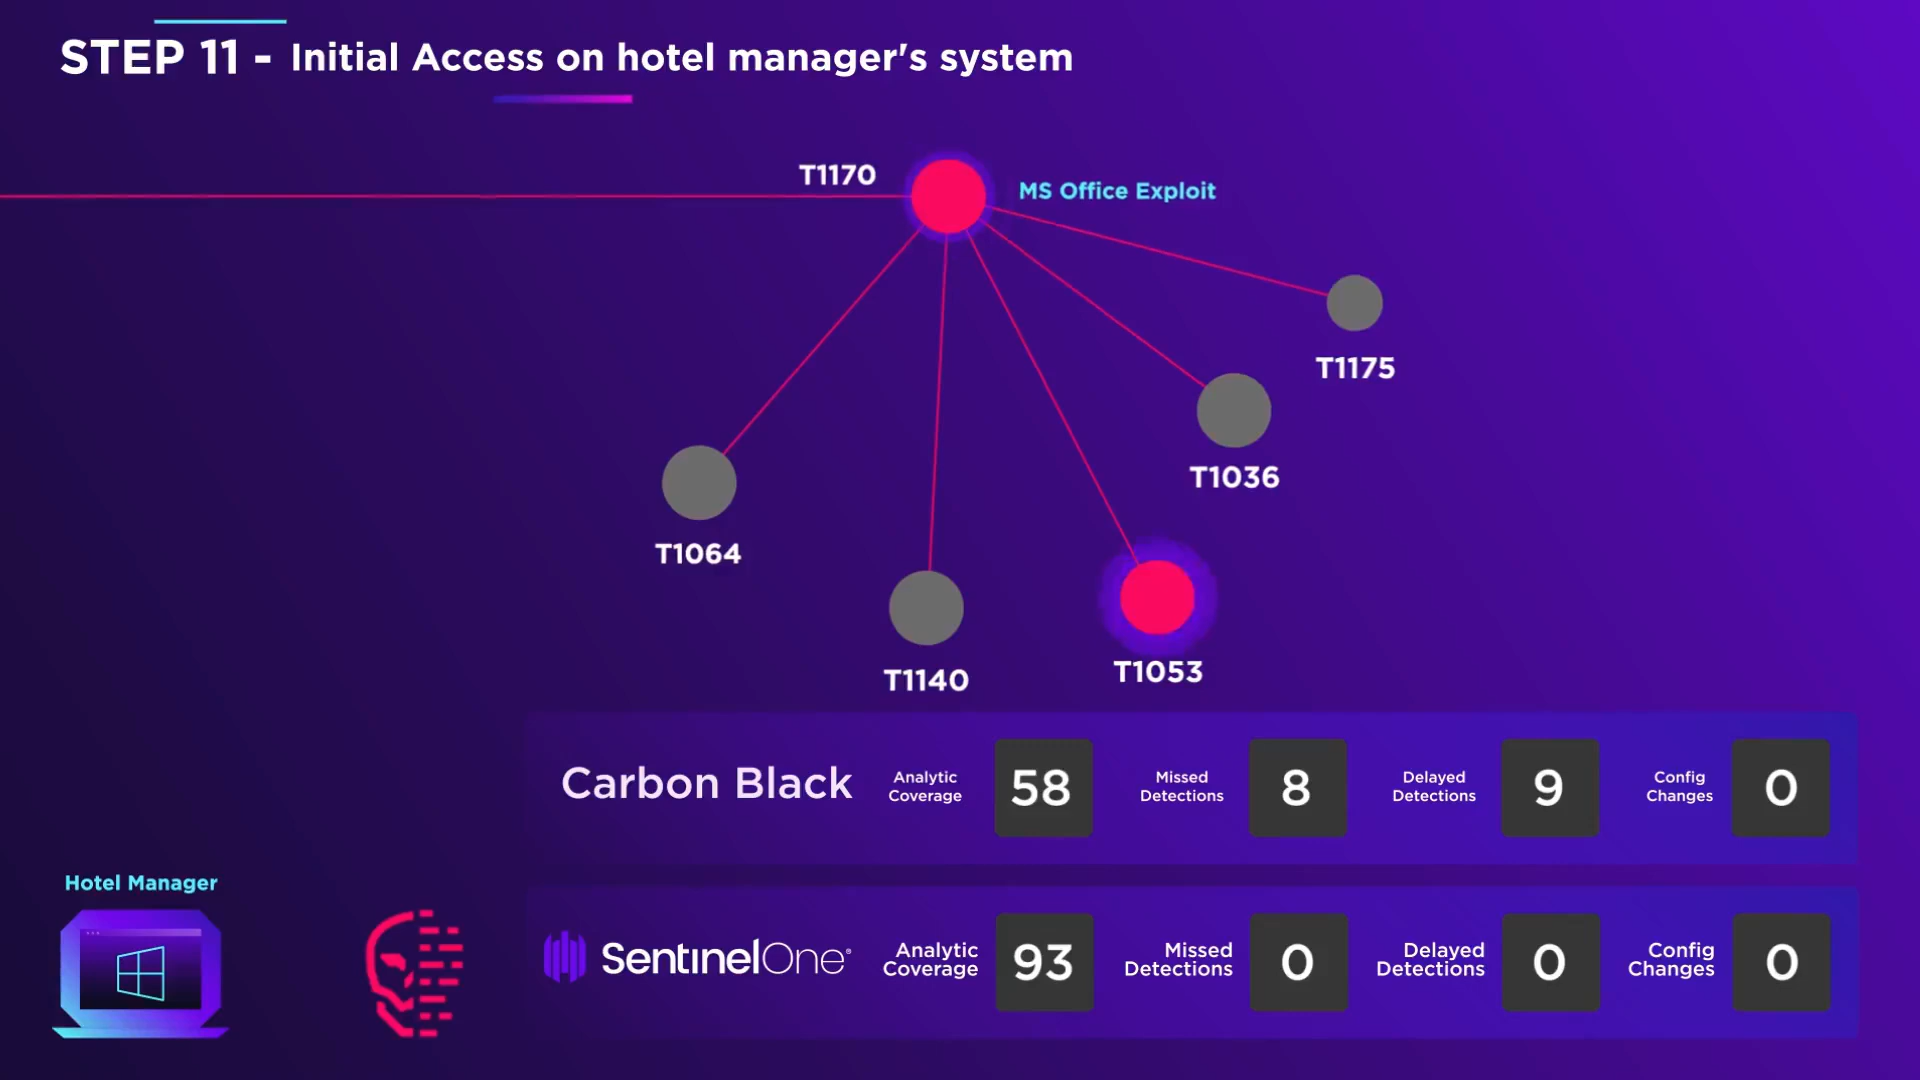 STEP 11 - Initial Access on hotel manager's system
T1170
MS Office Exploit
T1175
T1036
T1064
T1053
T1140
Carbon Black
Analytic
Coverage
58
Missed
Detections
8
Delayed
Detections
9
Config
Changes
0
Hotel Manager
SentinelOne
Analytic
Coverage
93
Missed
Detections
0
Delayed
Detections
0
Config
Changes
0